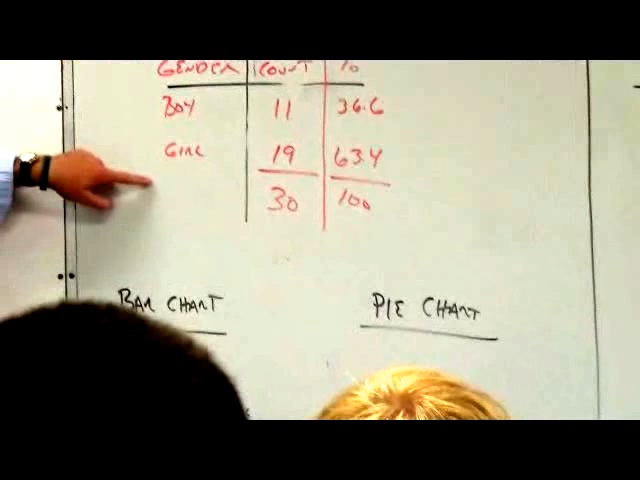 GENDER COUNT %
BOY 11 36.6
GIRL 19 63.4
30 100
BAR CHART PIE CHART